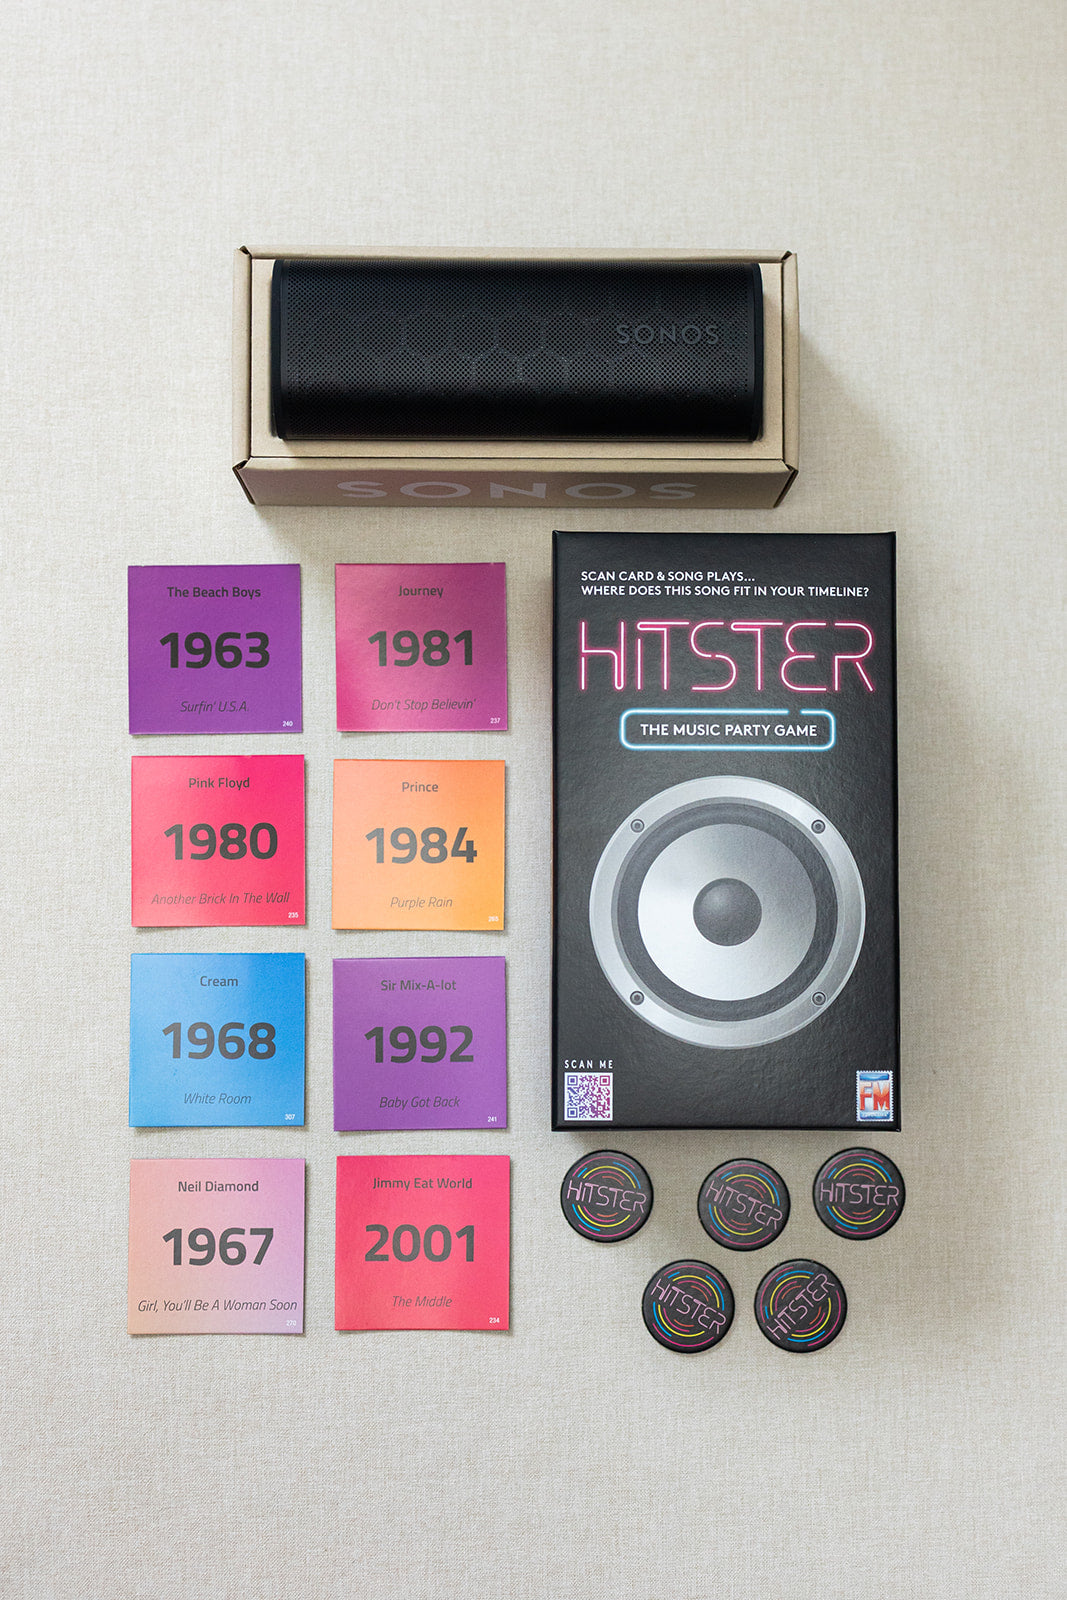 SONOS
SONOS
The Beach Boys
1963
Surfin' U.S.A.
240
Journey
1981
Don't Stop Believin'
237
Pink Floyd
1980
Another Brick In The Wall
235
Prince
1984
Purple Rain
265
Cream
1968
White Room
307
Sir Mix-A-lot
1992
Baby Got Back
241
Neil Diamond
1967
Girl, You'll Be A Woman Soon
270
Jimmy Eat World
2001
The Middle
234
SCAN CARD & SONG PLAYS...
WHERE DOES THIS SONG FIT IN YOUR TIMELINE?
HITSTER
THE MUSIC PARTY GAME
SCAN ME
FM
HITSTER
HITSTER
HITSTER
HITSTER
HITSTER